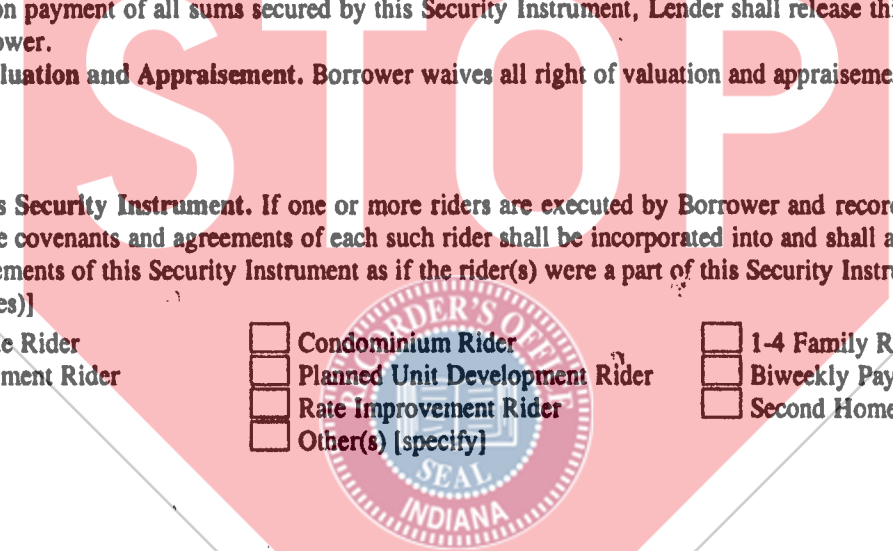 on payment of all sums secured by this Security Instrument, Lender shall release thi
ower.
luation and Appraisement. Borrower waives all right of valuation and appraiseme
s Security Instrument. If one or more riders are executed by Borrower and record
e covenants and agreements of each such rider shall be incorporated into and shall a
ements of this Security Instrument as if the rider(s) were a part of this Security Instru
es)]
e Rider
Condominium Rider
1-4 Family R
ment Rider
Planned Unit Development Rider
Biweekly Pay
Rate Improvement Rider
Second Home
Other(s) [specify]
STOP
RECORDER'S OFFICE
SEAL
INDIANA